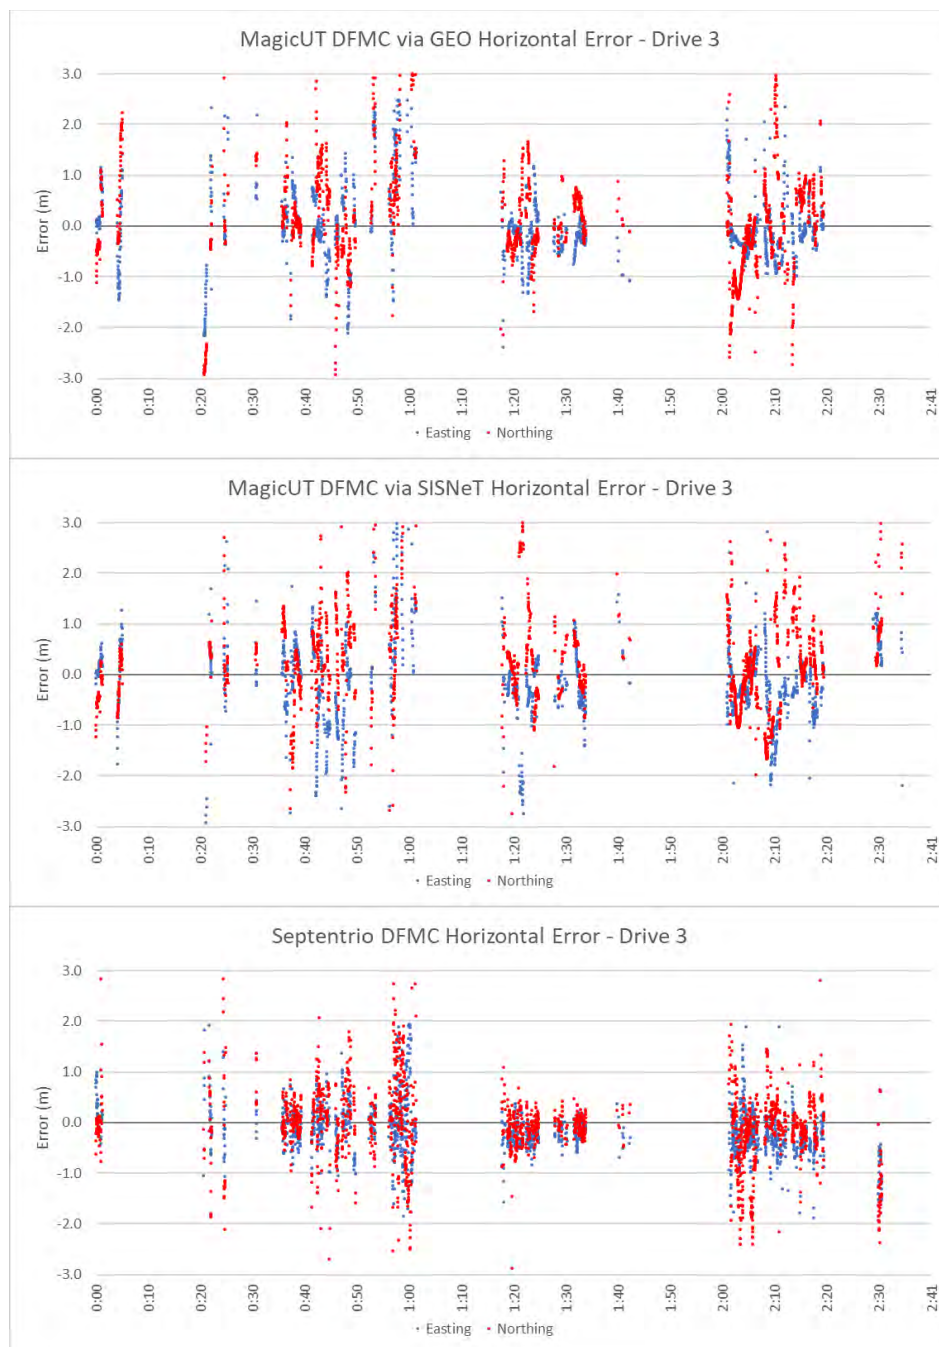 MagicUT DFMC via GEO Horizontal Error - Drive 3
3.0
2.0
1.0
0.0
-1.0
-2.0
-3.0
Error (m)
0:00 0:10 0:20 0:30 0:40 0:50 1:00 1:10 1:20 1:30 1:40 1:50 2:00 2:10 2:20 2:30 2:41
Easting Northing
MagicUT DFMC via SISNeT Horizontal Error - Drive 3
3.0
2.0
1.0
0.0
-1.0
-2.0
-3.0
Error (m)
0:00 0:10 0:20 0:30 0:40 0:50 1:00 1:10 1:20 1:30 1:40 1:50 2:00 2:10 2:20 2:30 2:41
Easting Northing
Septentrio DFMC Horizontal Error - Drive 3
3.0
2.0
1.0
0.0
-1.0
-2.0
-3.0
Error (m)
0:00 0:10 0:20 0:30 0:40 0:50 1:00 1:10 1:20 1:30 1:40 1:50 2:00 2:10 2:20 2:30 2:41
Easting Northing